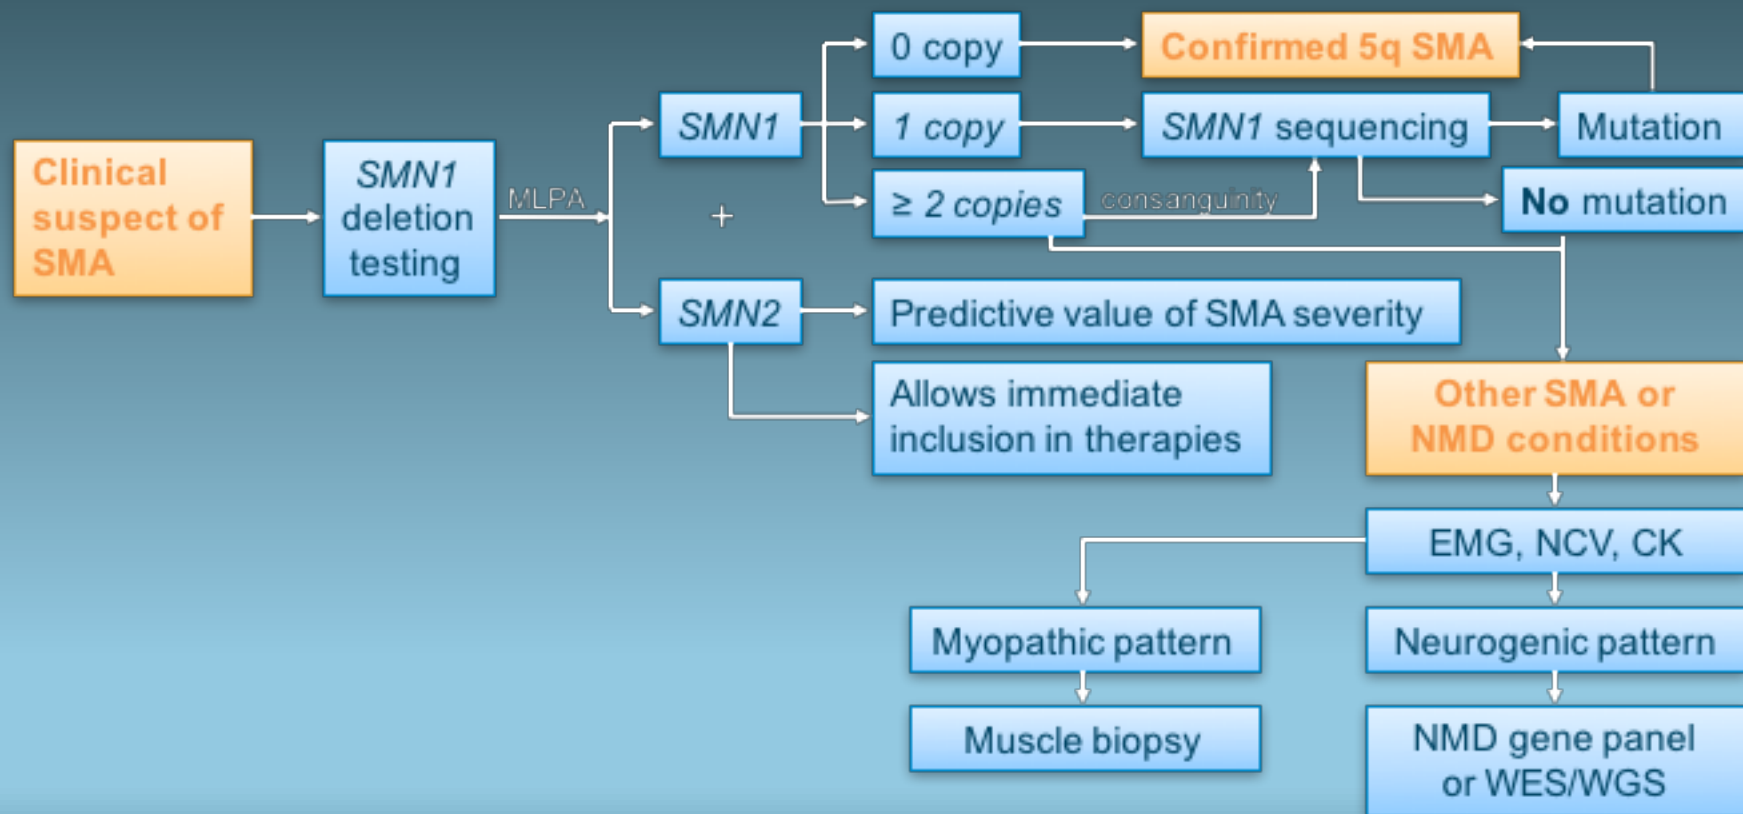 Clinical
suspect of
SMA
SMN1
deletion
testing
MLPA
SMN1
+
SMN2
0 copy
1 copy
≥ 2 copies
consanguinity
Confirmed 5q SMA
SMN1 sequencing
Mutation
No mutation
Predictive value of SMA severity
Allows immediate
inclusion in therapies
Other SMA or
NMD conditions
EMG, NCV, CK
Myopathic pattern
Neurogenic pattern
Muscle biopsy
NMD gene panel
or WES/WGS